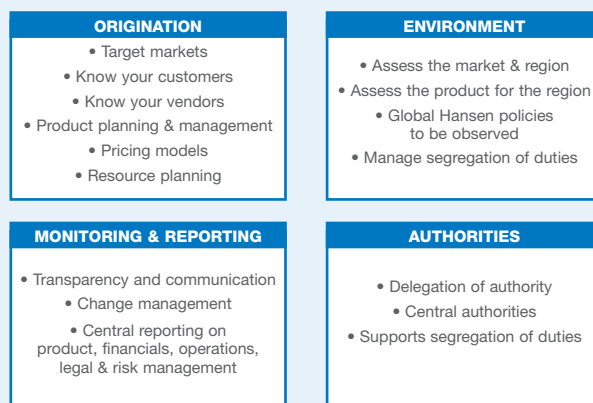 ORIGINATION
• Target markets
• Know your customers
• Know your vendors
• Product planning & management
• Pricing models
• Resource planning
ENVIRONMENT
• Assess the market & region
• Assess the product for the region
• Global Hansen policies
to be observed
• Manage segregation of duties
MONITORING & REPORTING
• Transparency and communication
• Change management
• Central reporting on
product, financials, operations,
legal & risk management
AUTHORITIES
• Delegation of authority
• Central authorities
• Supports segregation of duties